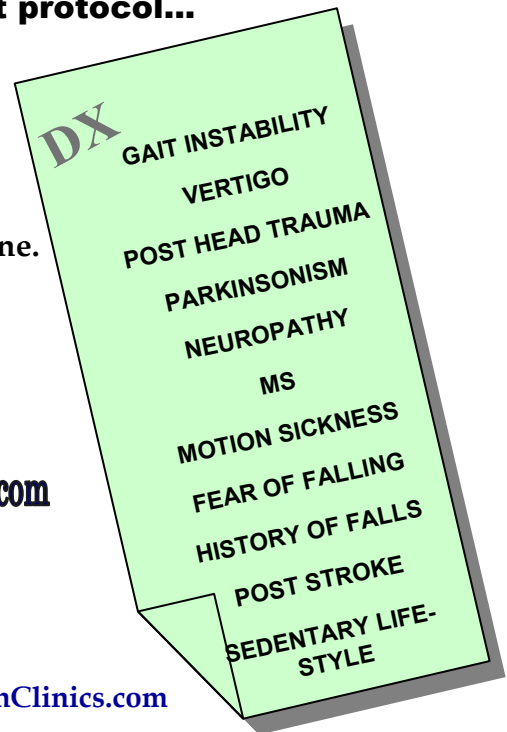 t protocol...
DX
GAIT INSTABILITY
VERTIGO
POST HEAD TRAUMA
ne.
PARKINSONISM
NEUROPATHY
MS
MOTION SICKNESS
com
FEAR OF FALLING
HISTORY OF FALLS
POST STROKE
SEDENTARY LIFE-
STYLE
nClinics.com